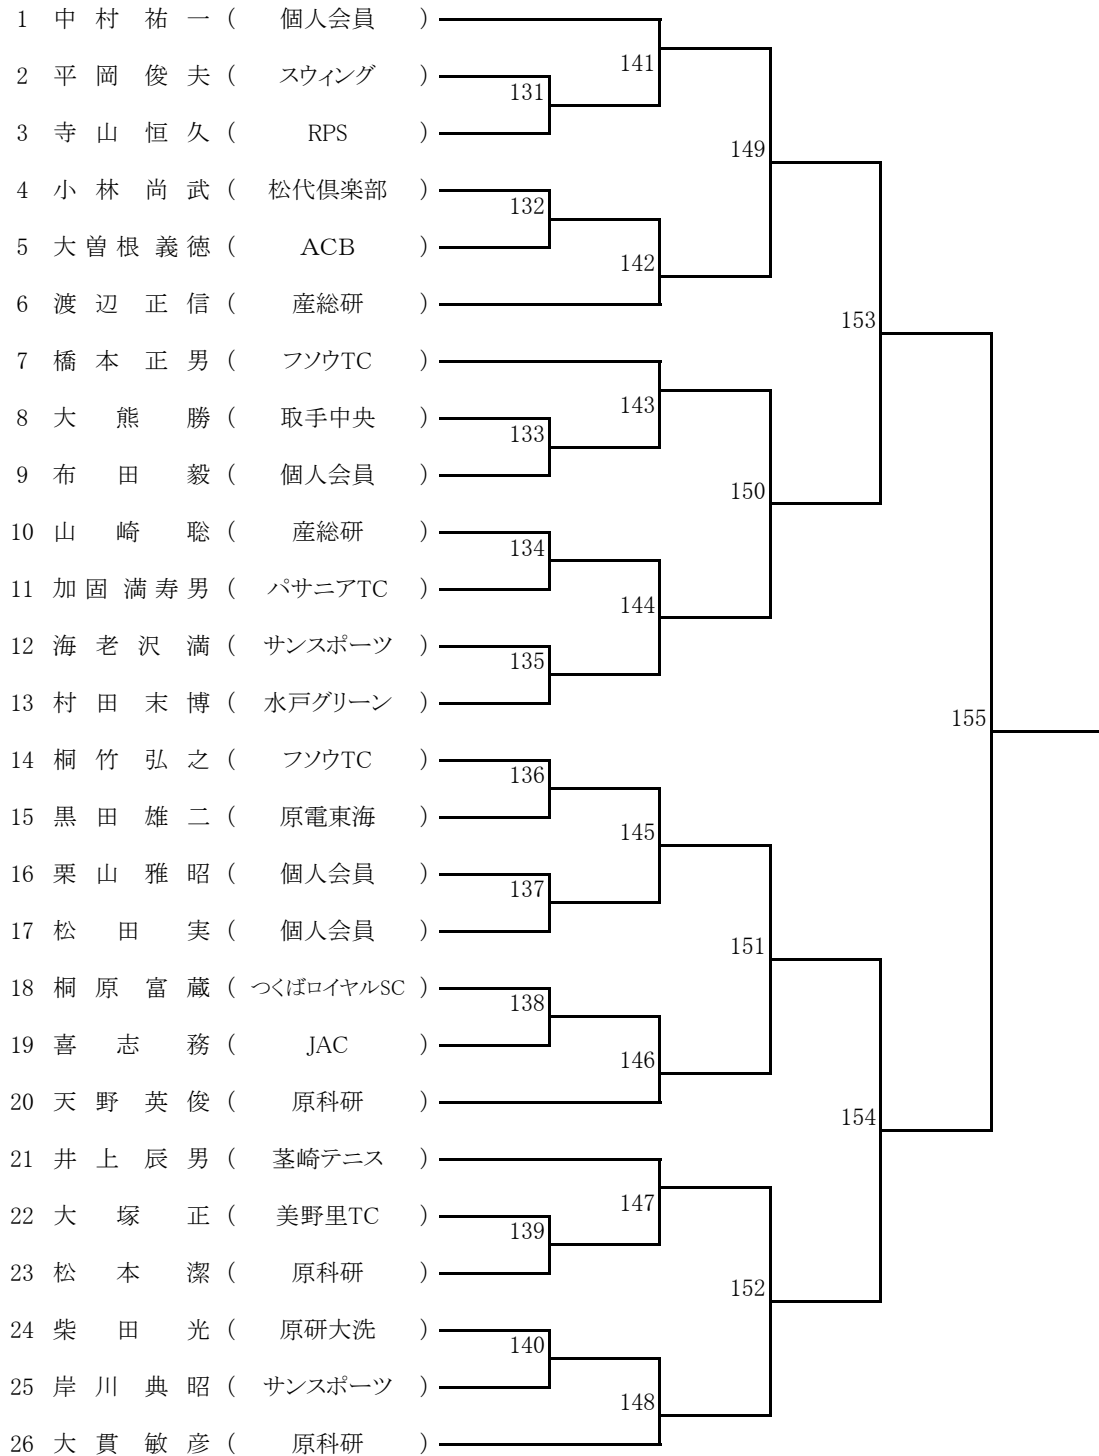 1 中村祐一 ( 個人会員 )
141
2 平岡俊夫 ( スウィング )
131
3 寺山恒久 ( RPS )
149
4 小林尚武 ( 松代倶楽部 )
132
5 大曽根義徳 ( ACB )
142
6 渡辺正信 ( 産総研 )
153
7 橋本正男 ( フソウTC )
143
8 大熊勝 ( 取手中央 )
133
9 布田毅 ( 個人会員 )
150
10 山崎聡 ( 産総研 )
134
11 加固満寿男 ( パサニアTC )
144
12 海老沢満 ( サンスポーツ )
135
13 村田末博 ( 水戸グリーン )
155
14 桐竹弘之 ( フソウTC )
136
15 黒田雄二 ( 原電東海 )
145
16 栗山雅昭 ( 個人会員 )
137
17 松田実 ( 個人会員 )
151
18 桐原富蔵 ( つくばロイヤルSC )
138
19 喜志務 ( JAC )
146
20 天野英俊 ( 原科研 )
154
21 井上辰男 ( 茎崎テニス )
147
22 大塚正 ( 美野里TC )
139
23 松本潔 ( 原科研 )
152
24 柴田光 ( 原研大洗 )
140
25 岸川典昭 ( サンスポーツ )
148
26 大貫敏彦 ( 原科研 )